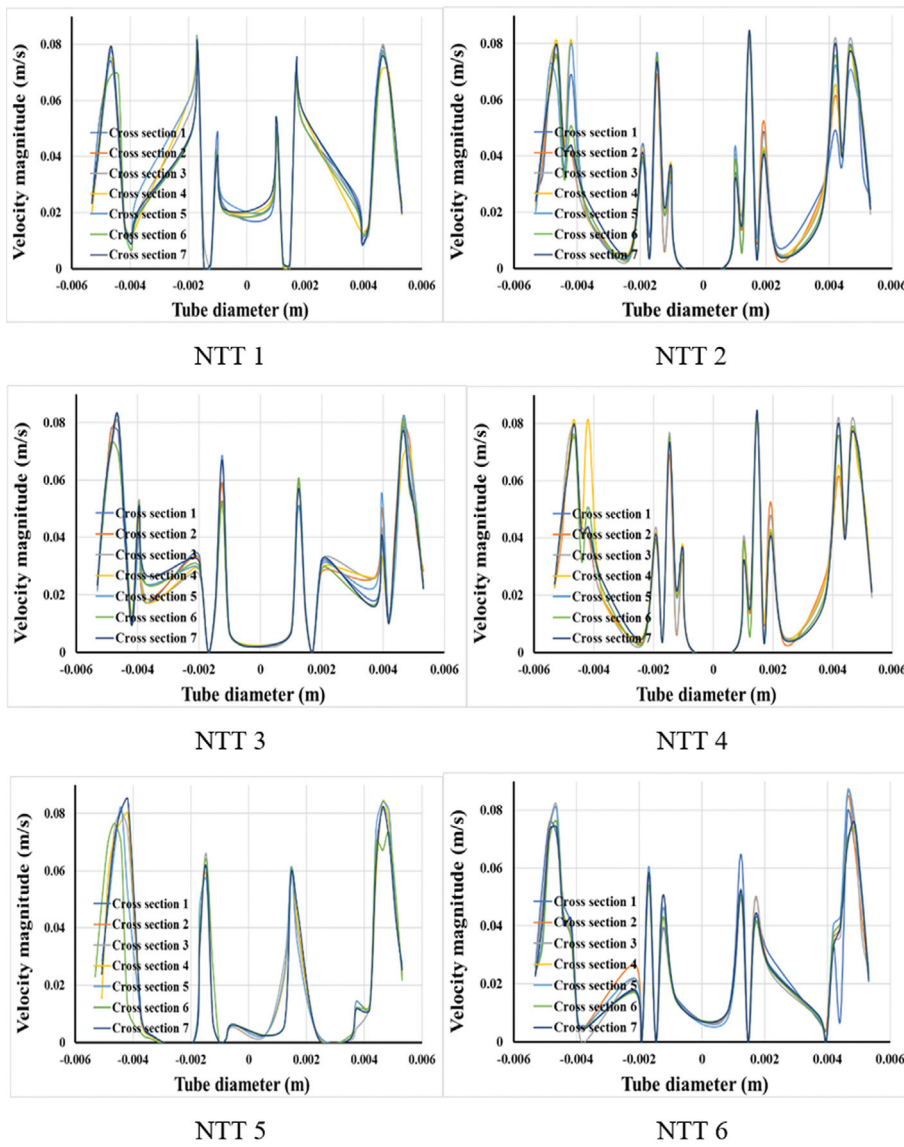 Velocity magnitude (m/s)
0.08
0.06
0.04
0.02
0
Cross section 1
Cross section 2
Cross section 3
Cross section 4
Cross section 5
Cross section 6
Cross section 7
-0.006 -0.004 -0.002 0 0.002 0.004 0.006
Tube diameter (m)
NTT 1
Velocity magnitude (m/s)
0.08
0.06
0.04
0.02
0
Cross section 1
Cross section 2
Cross section 3
Cross section 4
Cross section 5
Cross section 6
Cross section 7
-0.006 -0.004 -0.002 0 0.002 0.004 0.006
Tube diameter (m)
NTT 2
Velocity magnitude (m/s)
0.08
0.06
0.04
0.02
0
Cross section 1
Cross section 2
Cross section 3
Cross section 4
Cross section 5
Cross section 6
Cross section 7
-0.006 -0.004 -0.002 0 0.002 0.004 0.006
Tube diameter (m)
NTT 3
Velocity magnitude (m/s)
0.08
0.06
0.04
0.02
0
Cross section 1
Cross section 2
Cross section 3
Cross section 4
Cross section 5
Cross section 6
Cross section 7
-0.006 -0.004 -0.002 0 0.002 0.004 0.006
Tube diameter (m)
NTT 4
Velocity magnitude (m/s)
0.08
0.06
0.04
0.02
0
Cross section 1
Cross section 2
Cross section 3
Cross section 4
Cross section 5
Cross section 6
Cross section 7
-0.006 -0.004 -0.002 0 0.002 0.004 0.006
Tube diameter (m)
NTT 5
Velocity magnitude (m/s)
0.08
0.06
0.04
0.02
0
Cross section 1
Cross section 2
Cross section 3
Cross section 4
Cross section 5
Cross section 6
Cross section 7
-0.006 -0.004 -0.002 0 0.002 0.004 0.006
Tube diameter (m)
NTT 6